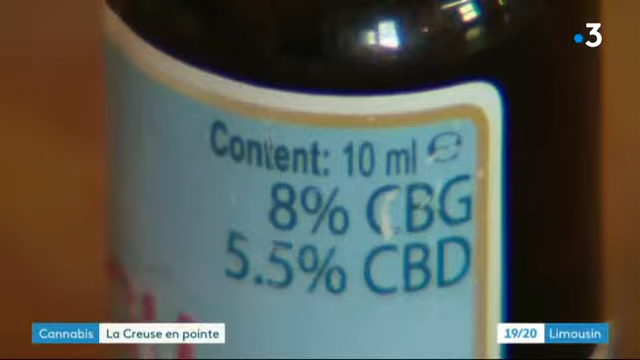 3
Content: 10 ml ℮
8% CBG
5.5% CBD
Cannabis La Creuse en pointe 19/20 Limousin